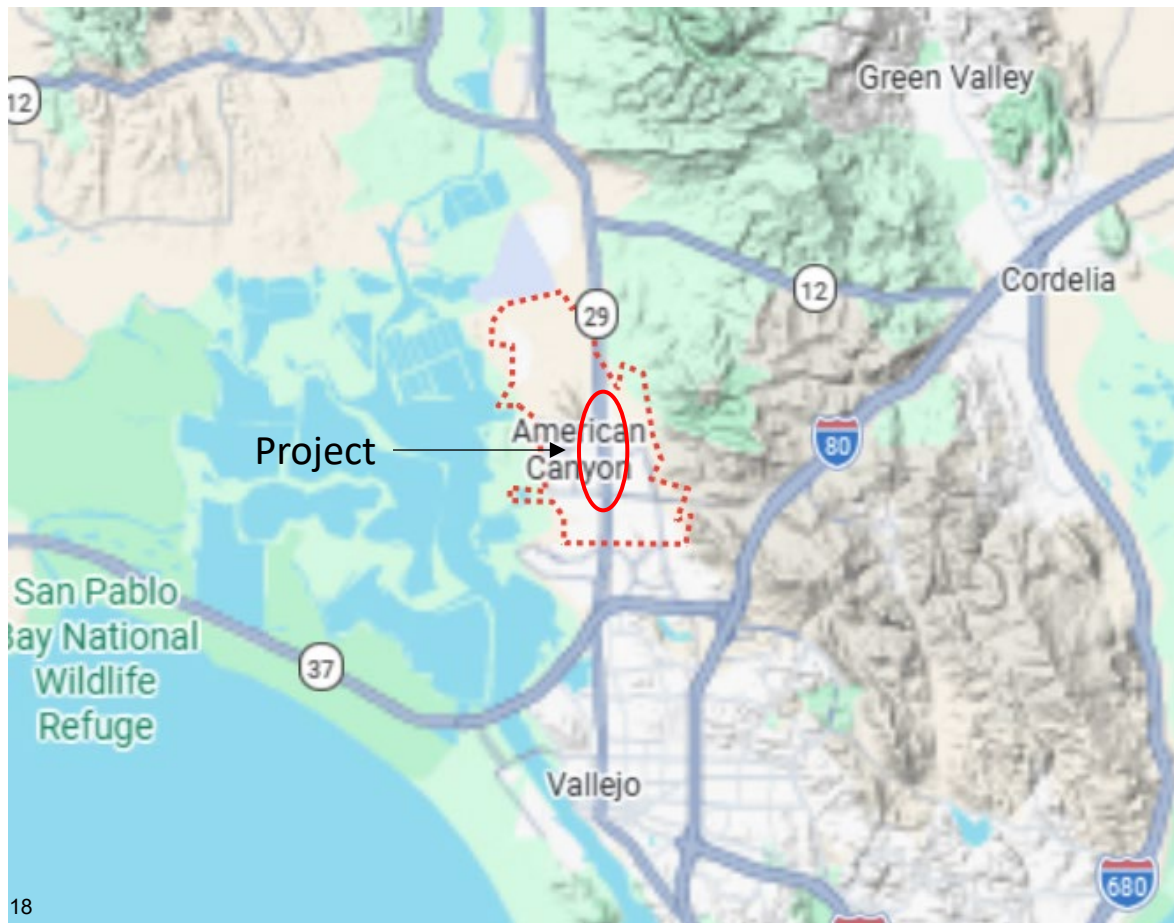 Green Valley
12
Cordelia
12
29
American
Canyon
80
Project
San Pablo
Bay National
Wildlife
Refuge
37
Vallejo
680
18